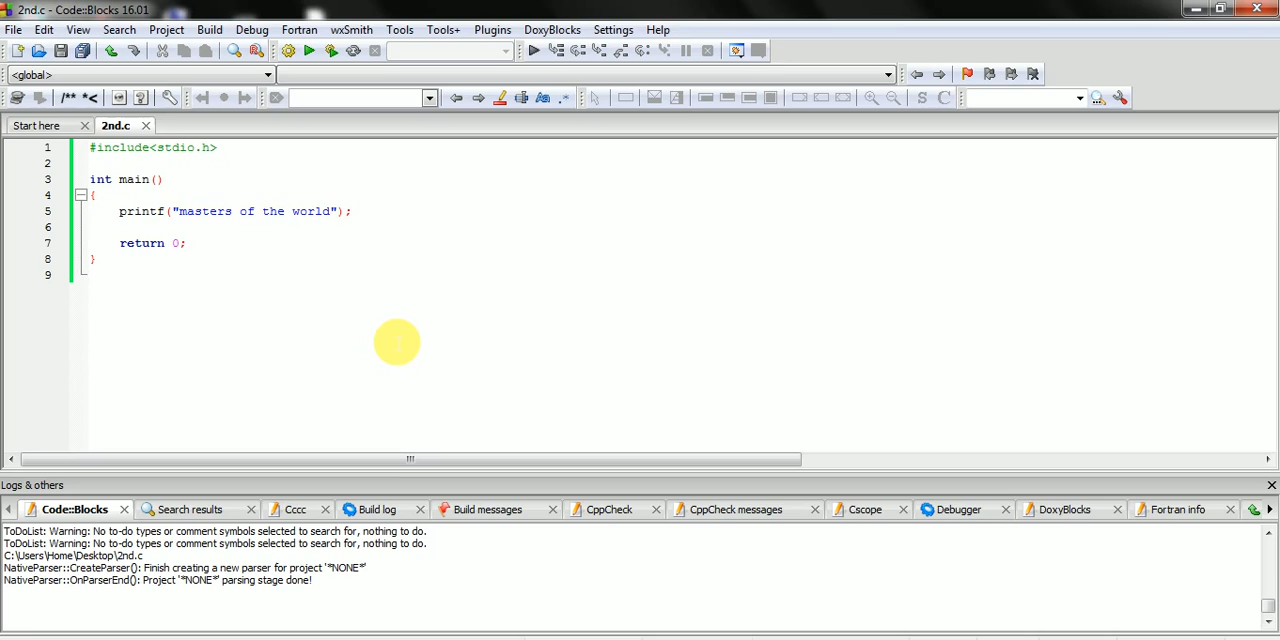 2nd.c - Code::Blocks 16.01
File Edit View Search Project Build Debug Fortran wxSmith Tools Tools+ Plugins DoxyBlocks Settings Help
<global>
/** *<
Aa .*
S C
Start here 2nd.c
1 #include<stdio.h>
2
3 int main()
4 {
5 printf("masters of the world");
6
7 return 0;
8 }
9
Logs & others
Code::Blocks Search results Cccc Build log Build messages CppCheck CppCheck messages Cscope Debugger DoxyBlocks Fortran info
ToDoList: Warning: No to-do types or comment symbols selected to search for, nothing to do.
ToDoList: Warning: No to-do types or comment symbols selected to search for, nothing to do.
C:\Users\Home\Desktop\2nd.c
NativeParser::CreateParser(): Finish creating a new parser for project '*NONE*'
NativeParser::OnParserEnd(): Project '*NONE*' parsing stage done!